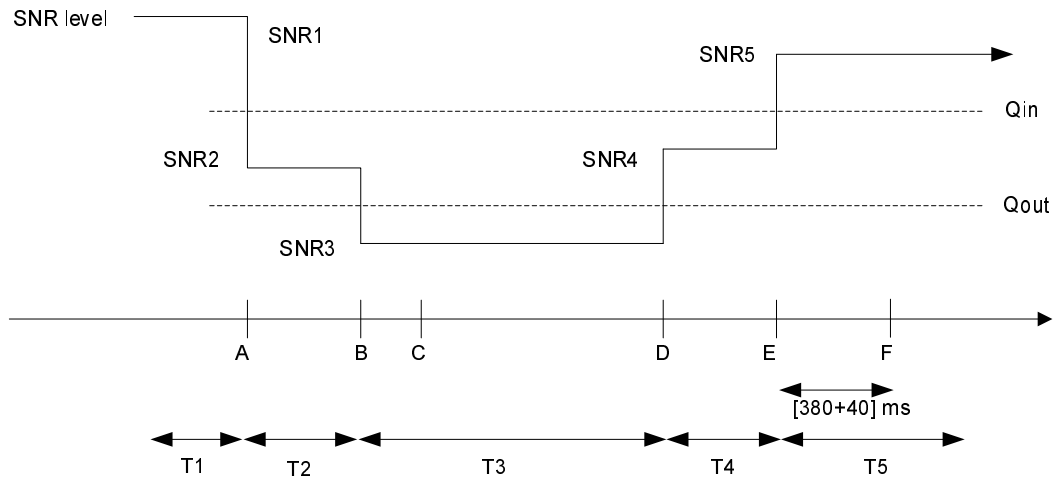 SNR level
SNR1
SNR5
Qin
SNR2
SNR4
Qout
SNR3
A B C D E F
[380+40] ms
T1 T2 T3 T4 T5